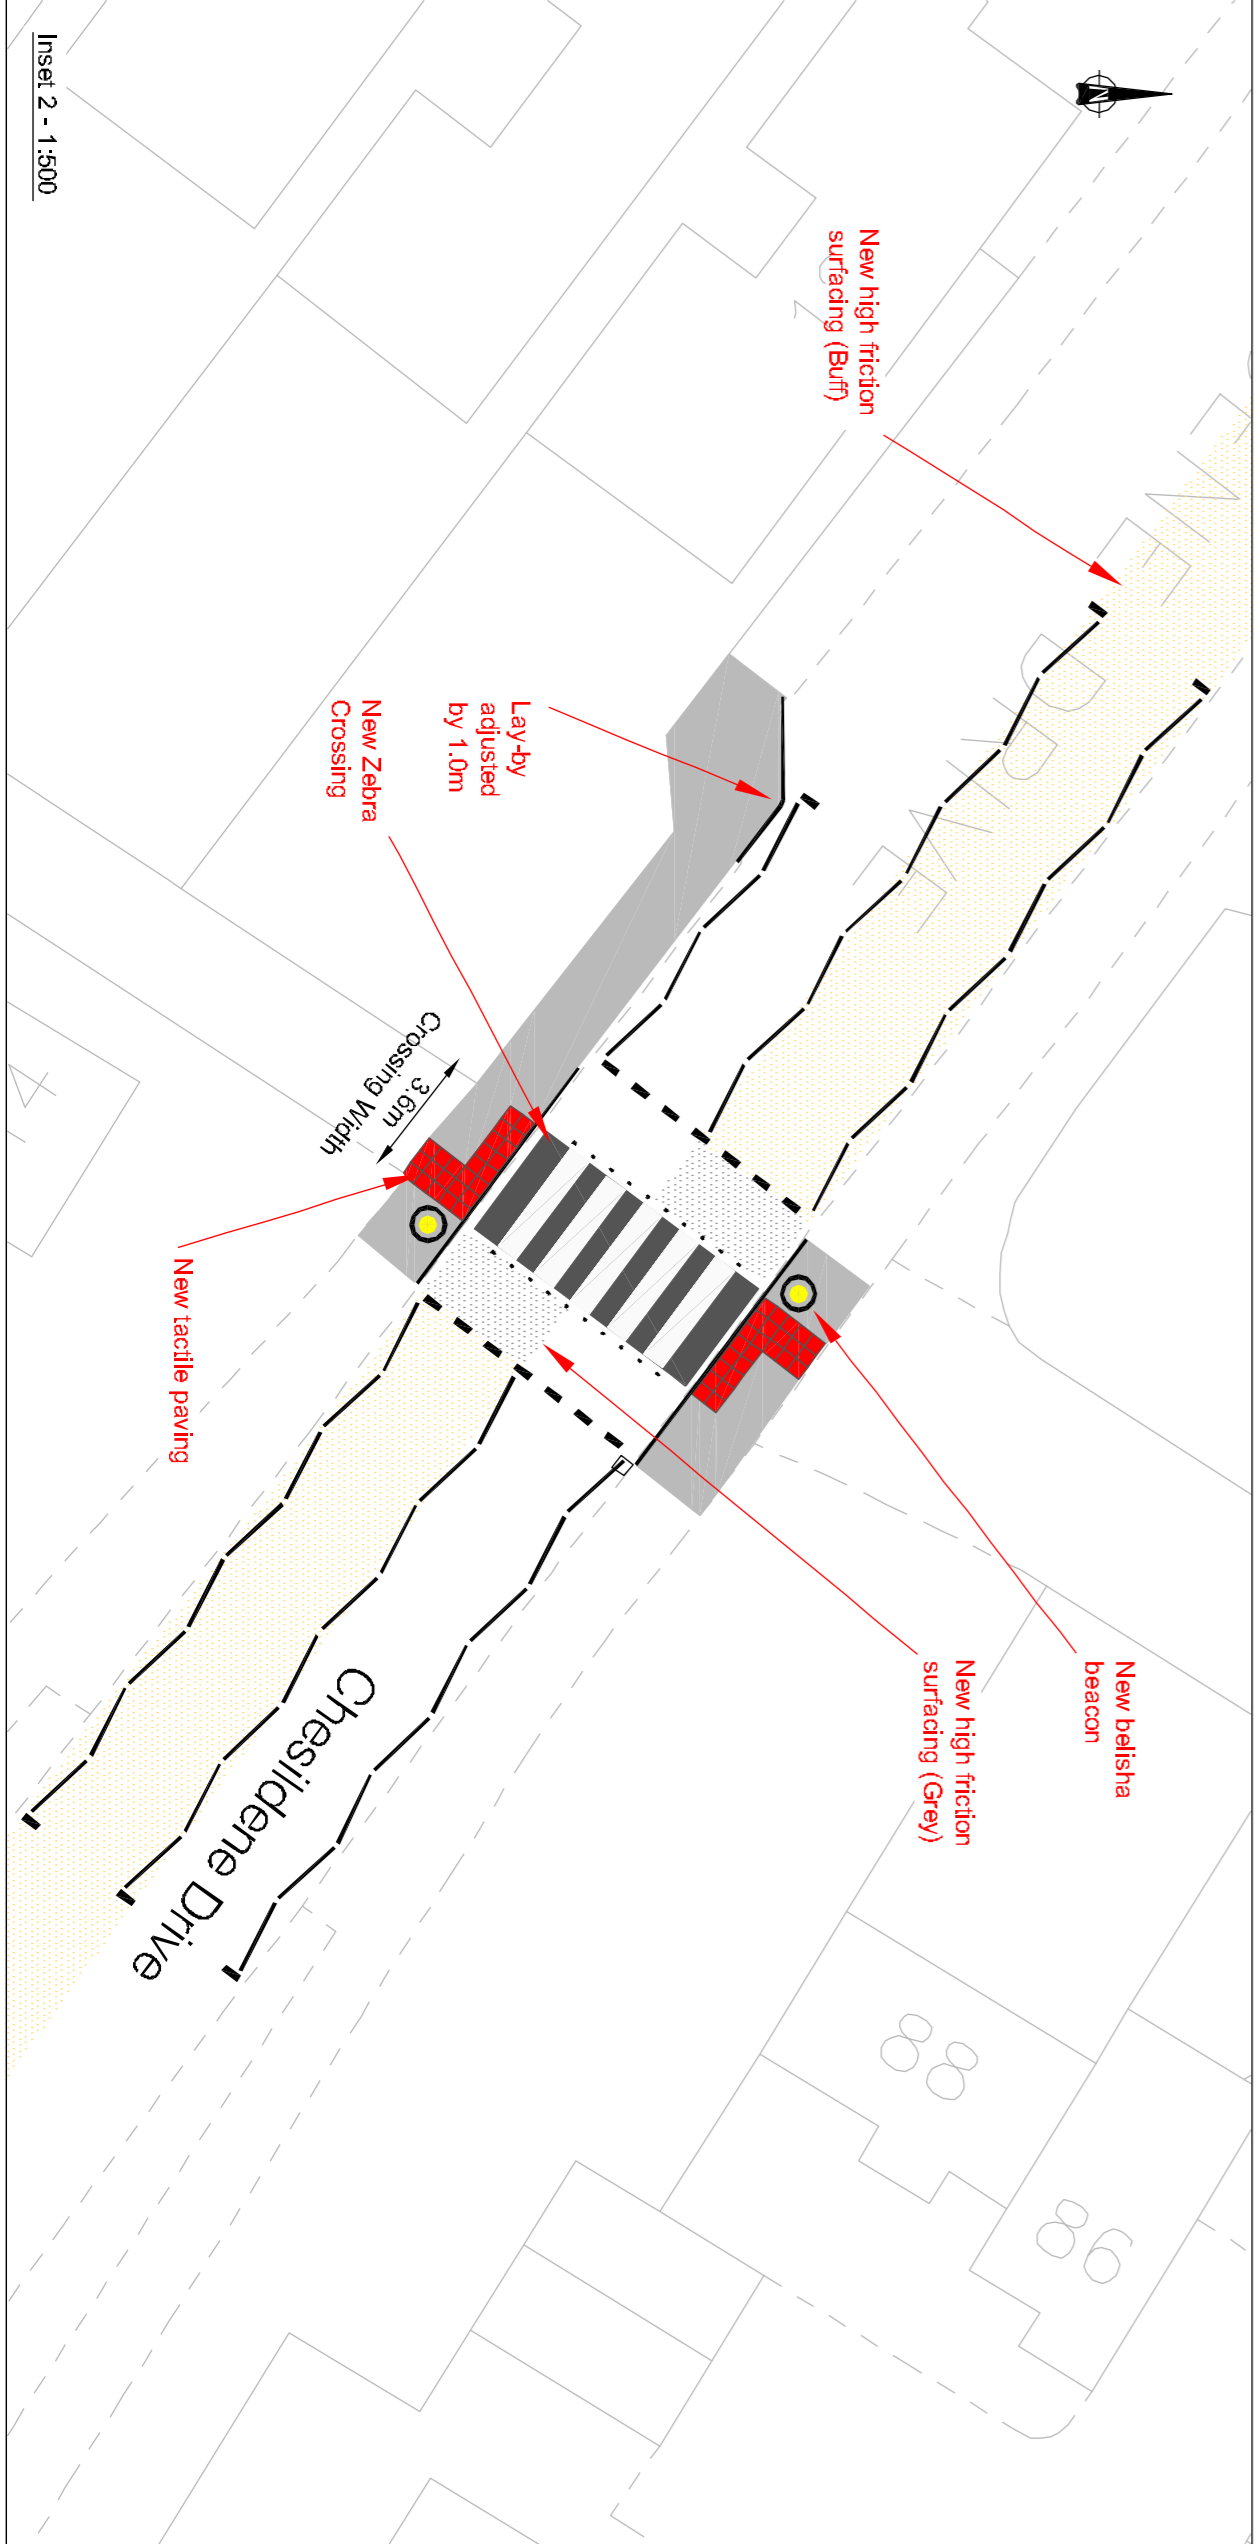 N
New high friction
surfacing (Buff)
Lay-by
adjusted
by 1.0m
New Zebra
Crossing
3.6m
Crossing Width
New tactile paving
New belisha
beacon
New high friction
surfacing (Grey)
Chesildene Drive
88
86
Inset 2 - 1:500